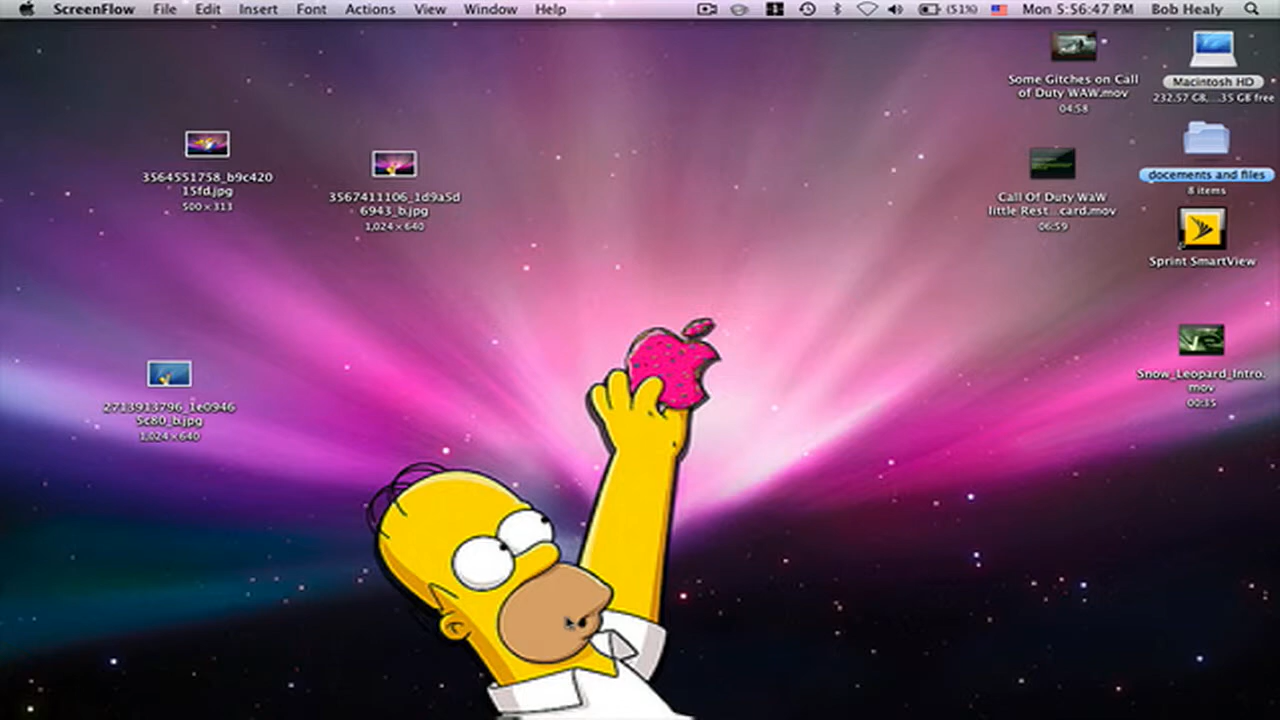 ScreenFlow File Edit Insert Font Actions View Window Help (51%) Mon 5:56:47 PM Bob Healy
Some Gitches on Call
of Duty WAW.mov
04:58
Macintosh HD
232.57 GB,...35 GB free
3564551758_b9c420
15fd.jpg
500×313
3567411106_1d9a5d
6943_b.jpg
1,024×640
Call Of Duty WaW
little Rest...card.mov
06:59
docements and files
8 items
Sprint SmartView
2713913796_1e0946
5c80_b.jpg
1,024×640
Snow_Leopard_Intro.
mov
00:35